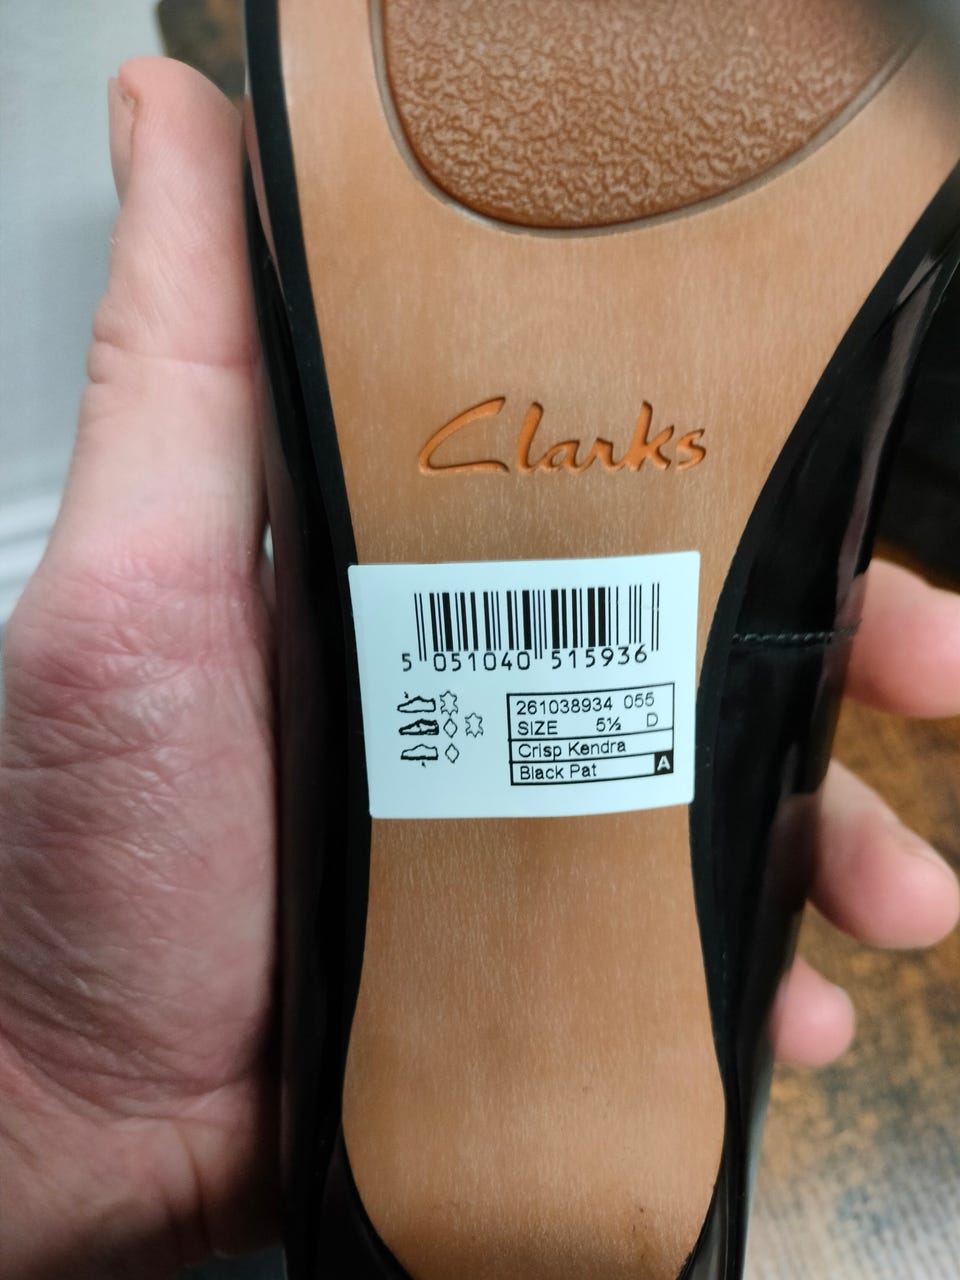 Clarks
5 051040 515936
261038934 055
SIZE 5½ D
Crisp Kendra
Black Pat A